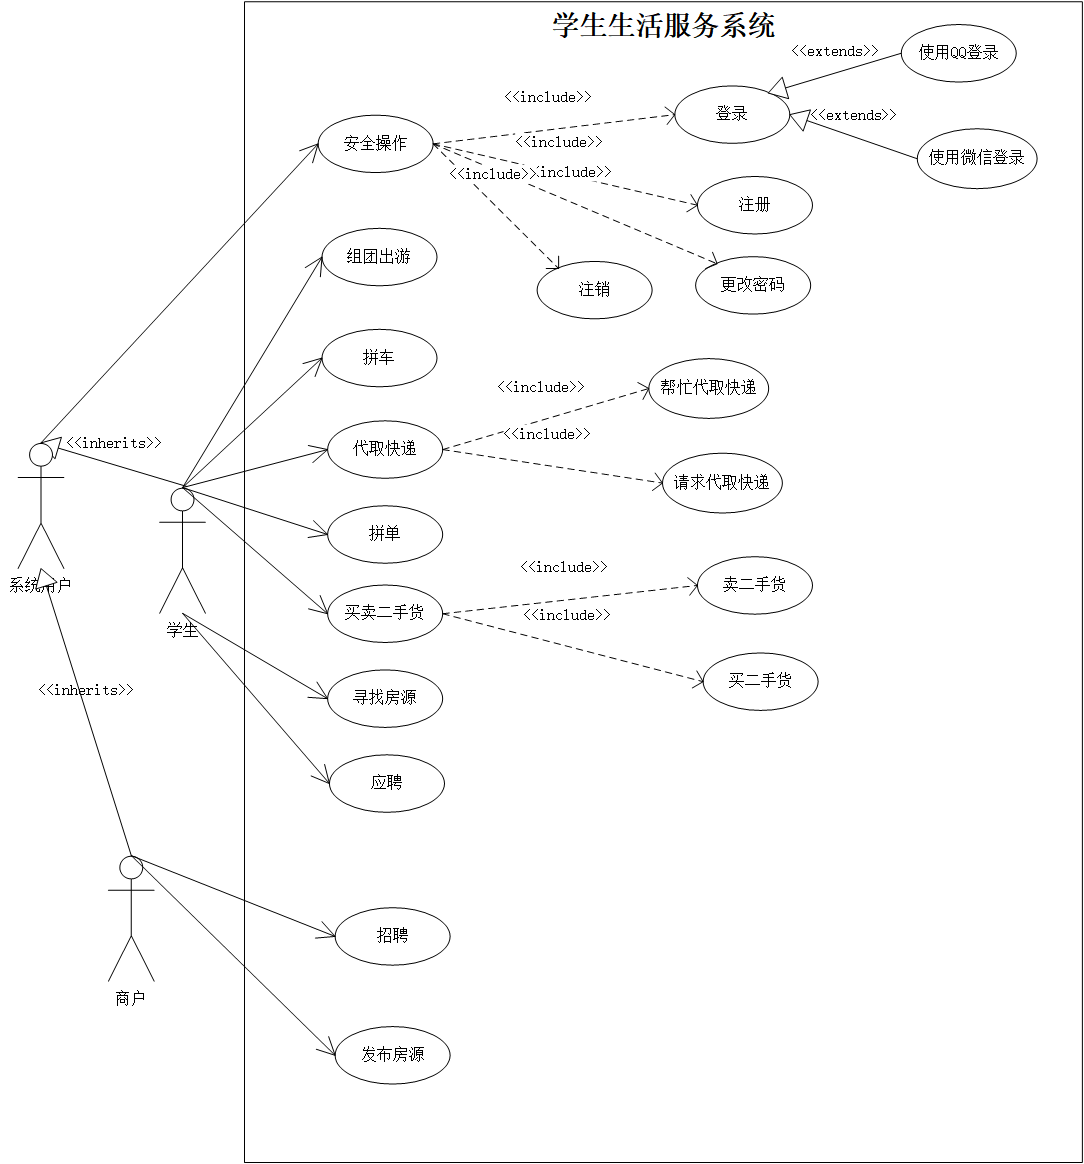 学生生活服务系统
<<extends>>
使用QQ登录
<<include>>
登录
<<extends>>
安全操作
<<include>>
使用微信登录
<<include>>
<<include>>
注册
组团出游
更改密码
注销
拼车
<<include>>
帮忙代取快递
<<inherits>>
代取快递
<<include>>
请求代取快递
拼单
<<include>>
系统用户
卖二手货
买卖二手货
<<include>>
学生
买二手货
<<inherits>>
寻找房源
应聘
招聘
商户
发布房源